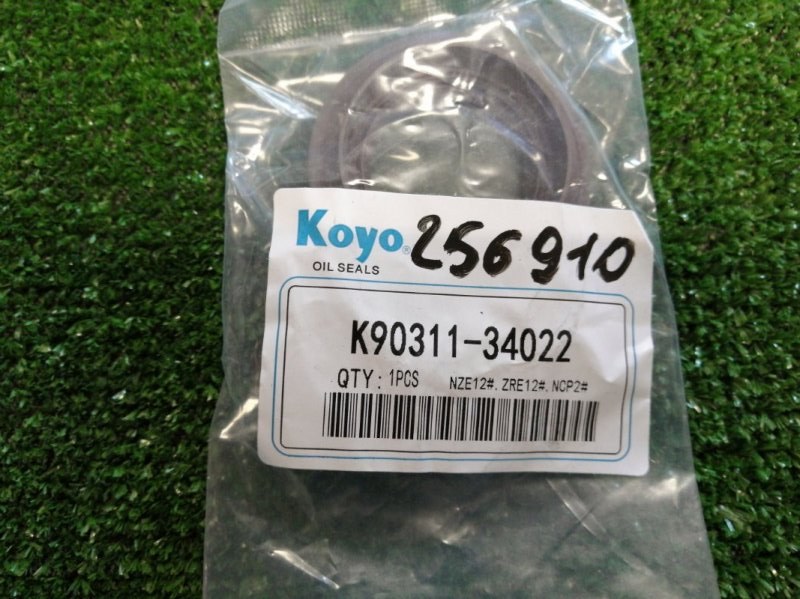 Koyo® 256910
OIL SEALS
K90311-34022
QTY: 1PCS NZE12#. ZRE12#. NCP2#